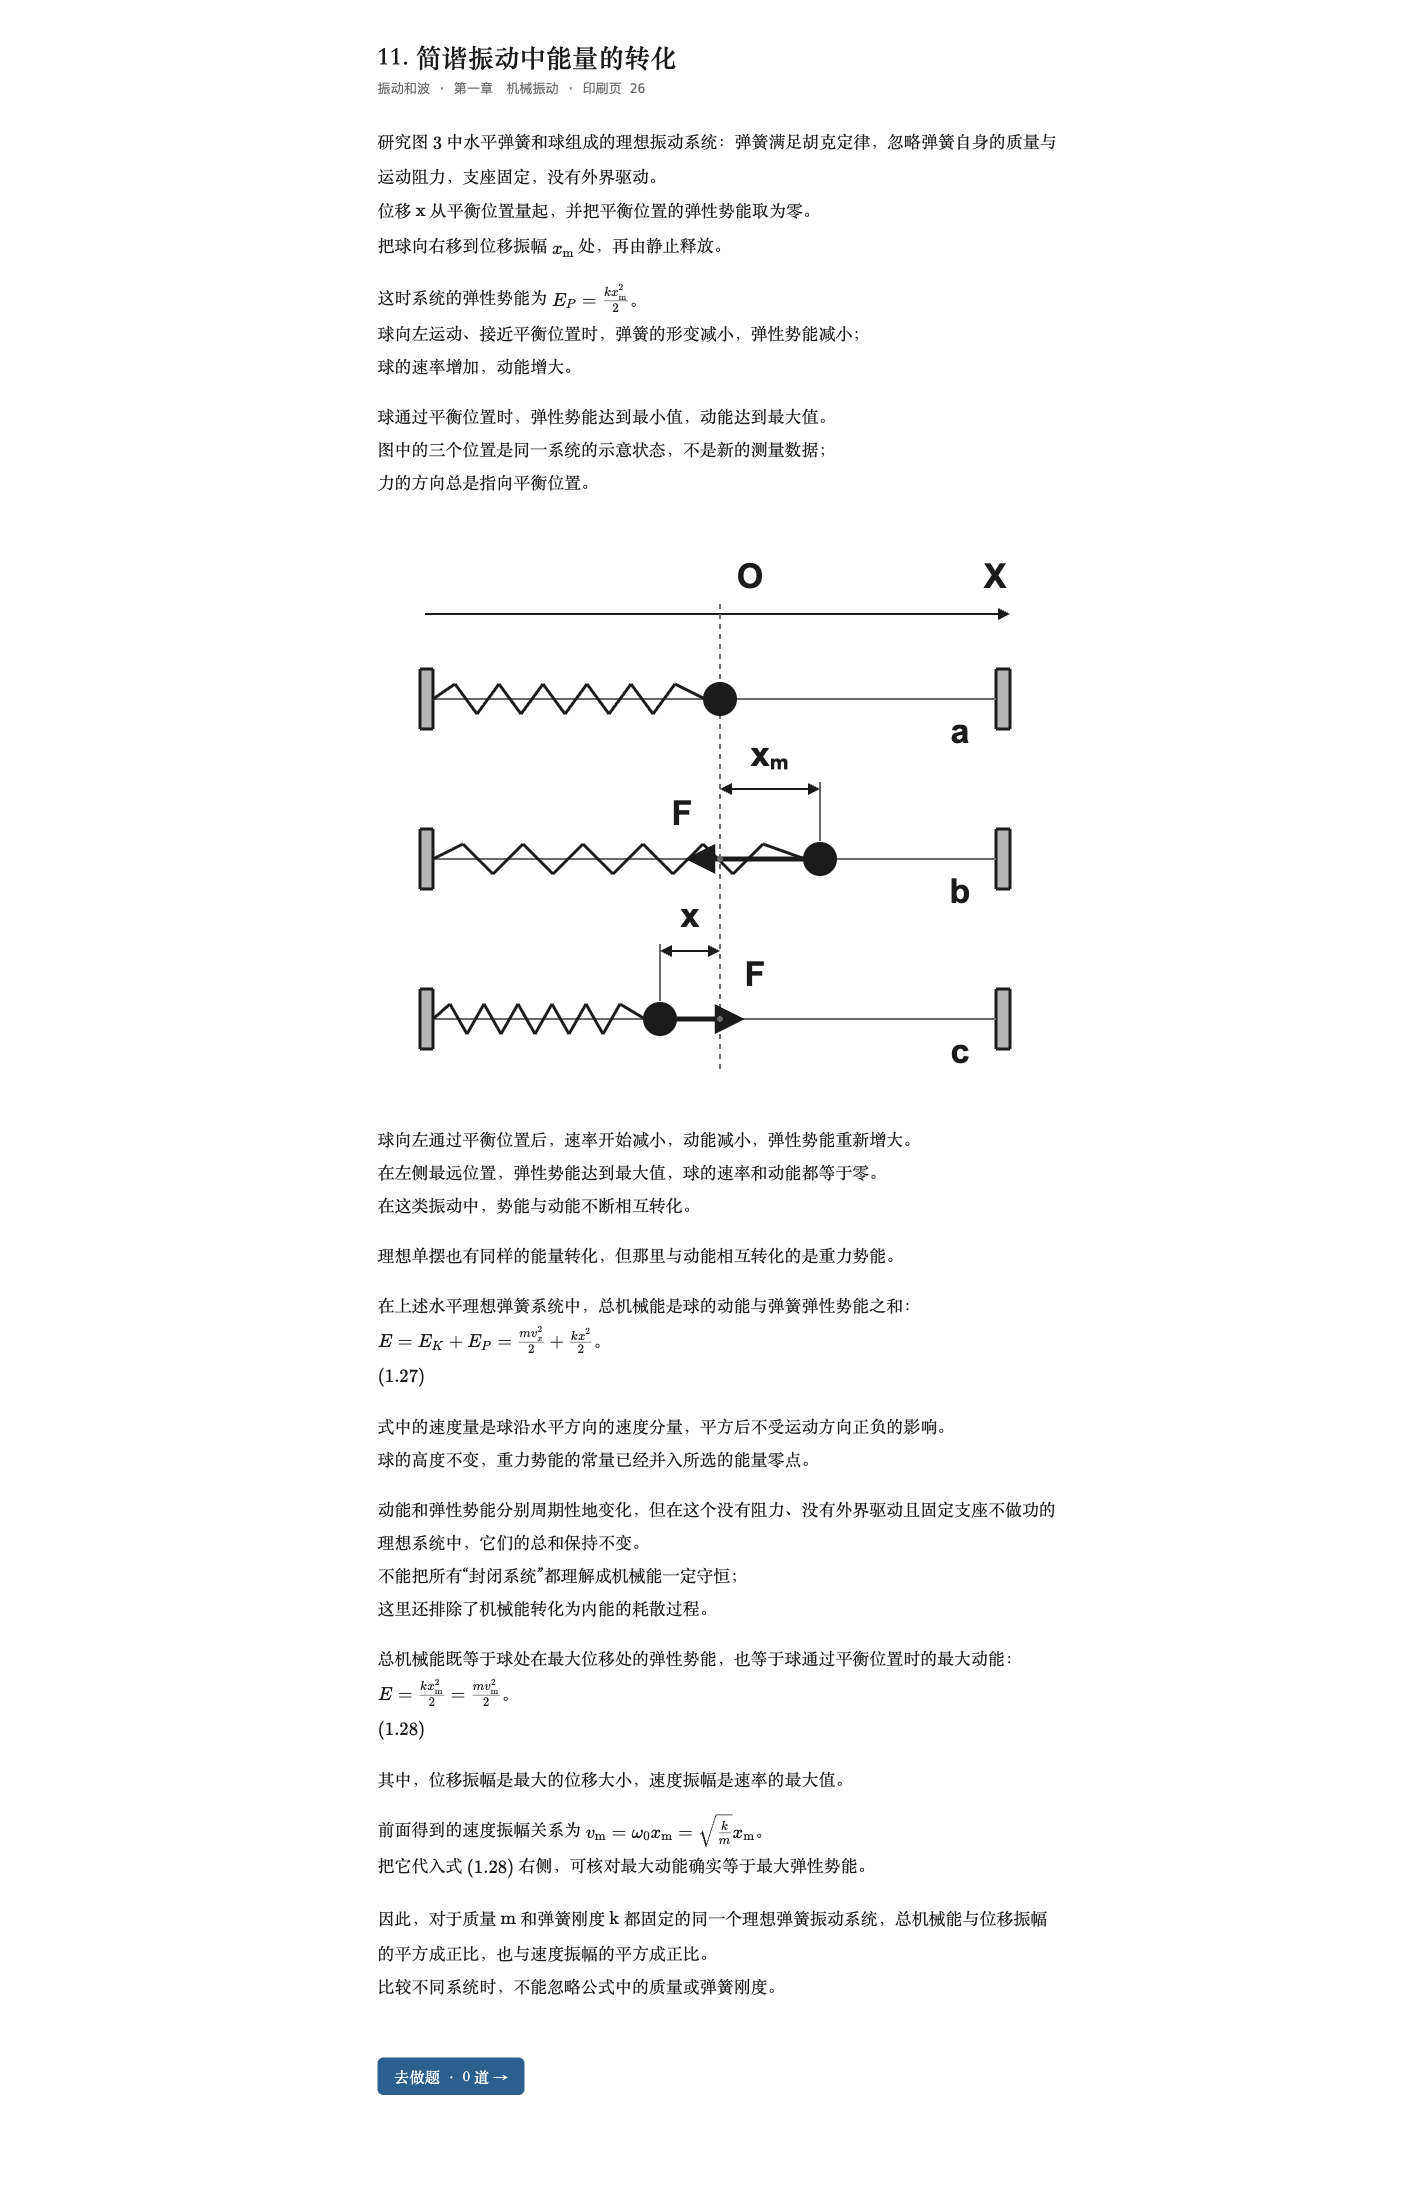 11. 简谐振动中能量的转化
振动和波 · 第一章 机械振动 · 印刷页 26
研究图 3 中水平弹簧和球组成的理想振动系统：弹簧满足胡克定律，忽略弹簧自身的质量与
运动阻力，支座固定，没有外界驱动。
位移 x 从平衡位置量起，并把平衡位置的弹性势能取为零。
把球向右移到位移振幅 $x_{\mathrm{m}}$ 处，再由静止释放。
这时系统的弹性势能为 $E_P = \frac{kx_{\mathrm{m}}^2}{2}$。
球向左运动、接近平衡位置时，弹簧的形变减小，弹性势能减小；
球的速率增加，动能增大。
球通过平衡位置时，弹性势能达到最小值，动能达到最大值。
图中的三个位置是同一系统的示意状态，不是新的测量数据；
力的方向总是指向平衡位置。
O X
a
x_m
F
b
x
F
c
球向左通过平衡位置后，速率开始减小，动能减小，弹性势能重新增大。
在左侧最远位置，弹性势能达到最大值，球的速率和动能都等于零。
在这类振动中，势能与动能不断相互转化。
理想单摆也有同样的能量转化，但那里与动能相互转化的是重力势能。
在上述水平理想弹簧系统中，总机械能是球的动能与弹簧弹性势能之和：
$E = E_K + E_P = \frac{mv_x^2}{2} + \frac{kx^2}{2}$。
(1.27)
式中的速度量是球沿水平方向的速度分量，平方后不受运动方向正负的影响。
球的高度不变，重力势能的常量已经并入所选的能量零点。
动能和弹性势能分别周期性地变化，但在这个没有阻力、没有外界驱动且固定支座不做功的
理想系统中，它们的总和保持不变。
不能把所有“封闭系统”都理解成机械能一定守恒；
这里还排除了机械能转化为内能的耗散过程。
总机械能既等于球处在最大位移处的弹性势能，也等于球通过平衡位置时的最大动能：
$E = \frac{kx_{\mathrm{m}}^2}{2} = \frac{mv_{\mathrm{m}}^2}{2}$。
(1.28)
其中，位移振幅是最大的位移大小，速度振幅是速率的最大值。
前面得到的速度振幅关系为 $v_{\mathrm{m}} = \omega_0 x_{\mathrm{m}} = \sqrt{\frac{k}{m}} x_{\mathrm{m}}$。
把它代入式 (1.28) 右侧，可核对最大动能确实等于最大弹性势能。
因此，对于质量 m 和弹簧刚度 k 都固定的同一个理想弹簧振动系统，总机械能与位移振幅
的平方成正比，也与速度振幅的平方成正比。
比较不同系统时，不能忽略公式中的质量或弹簧刚度。
去做题 · 0 道 →